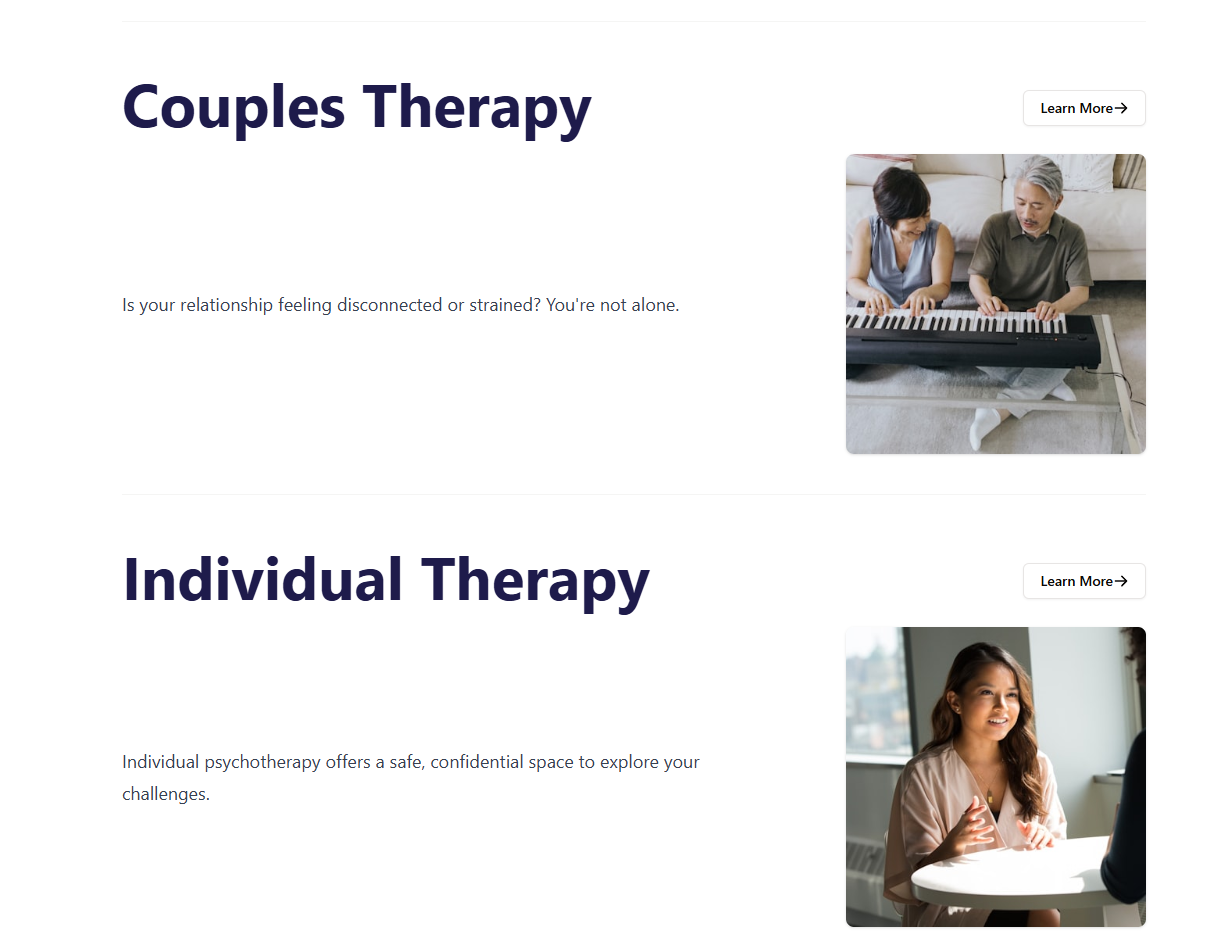 Couples Therapy
Learn More→
Is your relationship feeling disconnected or strained? You're not alone.
Individual Therapy
Learn More→
Individual psychotherapy offers a safe, confidential space to explore your
challenges.